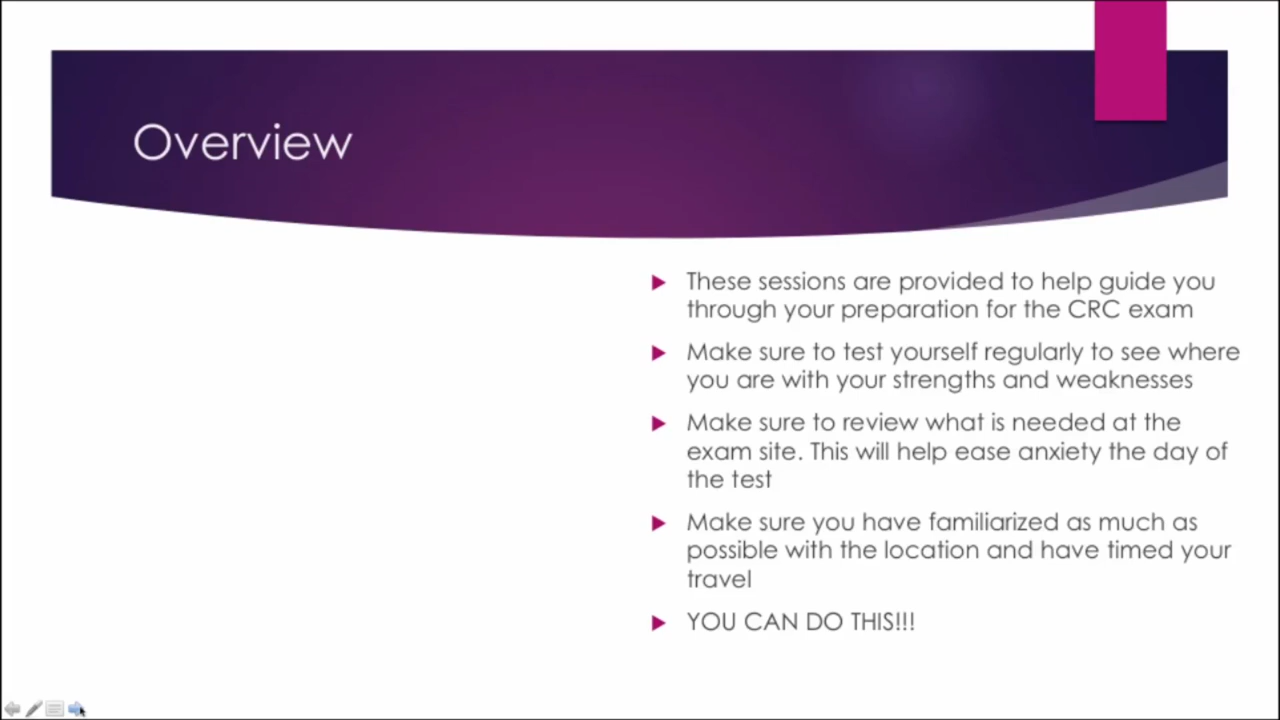 Overview
These sessions are provided to help guide you
through your preparation for the CRC exam
Make sure to test yourself regularly to see where
you are with your strengths and weaknesses
Make sure to review what is needed at the
exam site. This will help ease anxiety the day of
the test
Make sure you have familiarized as much as
possible with the location and have timed your
travel
YOU CAN DO THIS!!!